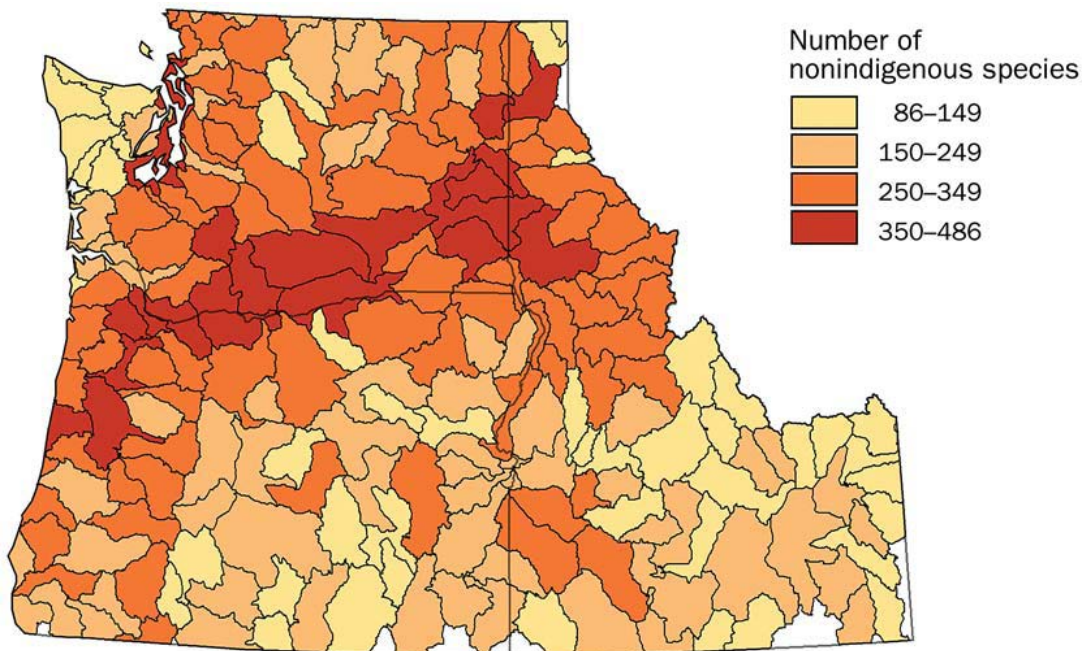 Number of
nonindigenous species
86–149
150–249
250–349
350–486